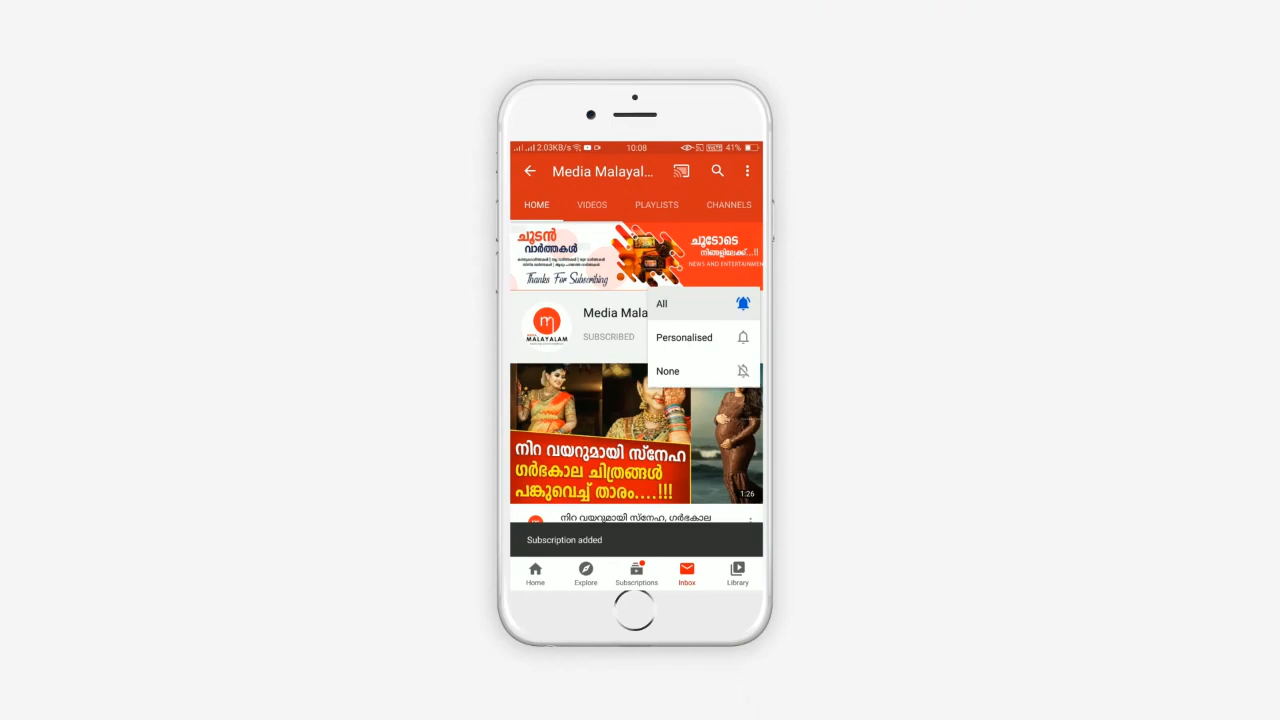 2.03KB/s
10:08
41%
Media Malayal...
HOME
VIDEOS
PLAYLISTS
CHANNELS
ചൂടൻ
വാർത്തകൾ
Thanks For Subscribing
ചൂടോടെ
നിങ്ങളിലേക്ക്...!!
NEWS AND ENTERTAINMEN
All
Media Mala
MALAYALAM
SUBSCRIBED
Personalised
None
നിറ വയറുമായി സ്നേഹ
ഗർഭകാല ചിത്രങ്ങൾ
പങ്കുവെച്ച് താരം....!!!
1:26
നിറ വയറുമായി സ്നേഹ, ഗർഭകാല
Subscription added
Home
Explore
Subscriptions
Inbox
Library